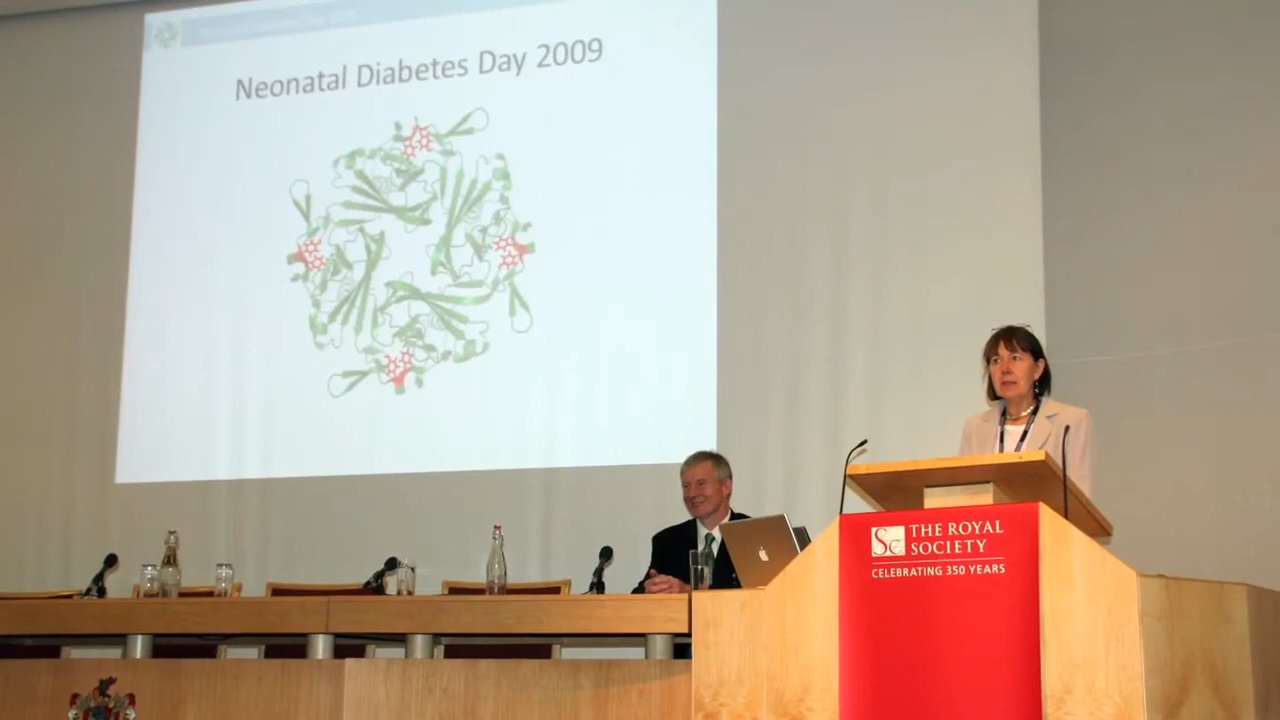 Neonatal Diabetes Day 2009
THE ROYAL
SOCIETY
CELEBRATING 350 YEARS